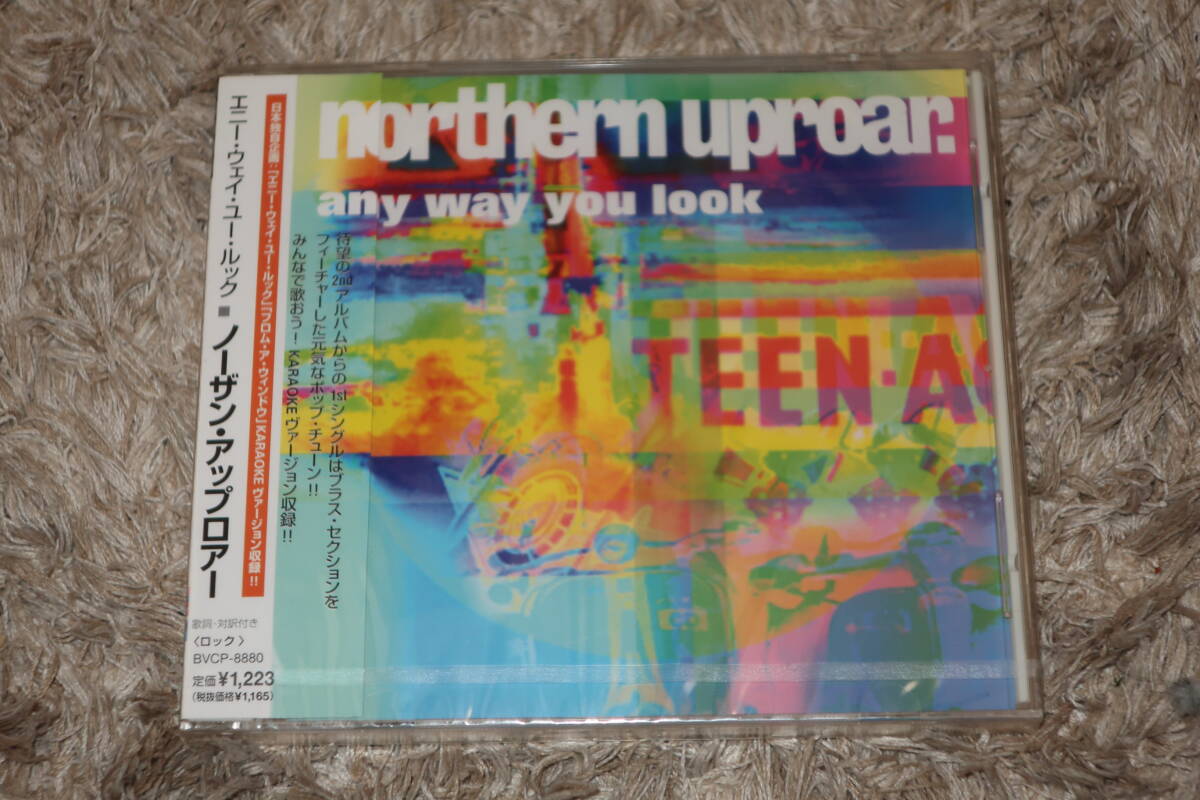 エニー・ウェイ・ユー・ルック ■ ノーザン・アップロアー
日本独自企画:「エニー・ウェイ・ユー・ルック」「フロム・ア・ウィンドウ」KARAOKE ヴァージョン収録!!
歌詞・対訳付き
〈ロック〉
BVCP-8880
定価¥1,223
(税抜価格¥1,165)
northern uproar:
any way you look
待望の2ndアルバムからの1stシングルはブラス・セクションを
フィーチャーした元気なポップ・チューン!!
みんなで歌おう! KARAOKEヴァージョン収録!!
TEEN-A